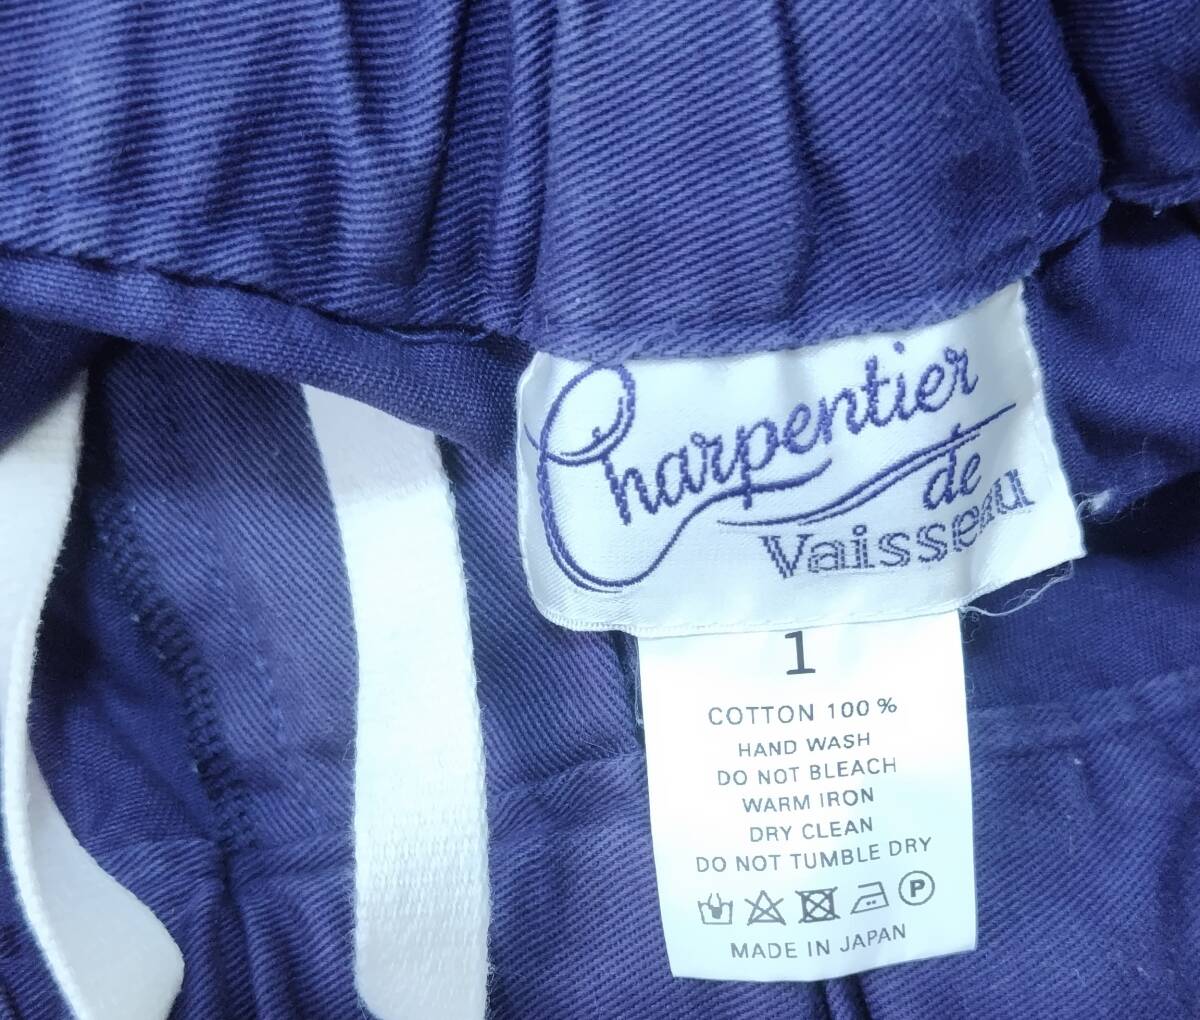 Charpentier
de
Vaisseau
1
COTTON 100 %
HAND WASH
DO NOT BLEACH
WARM IRON
DRY CLEAN
DO NOT TUMBLE DRY
P
MADE IN JAPAN